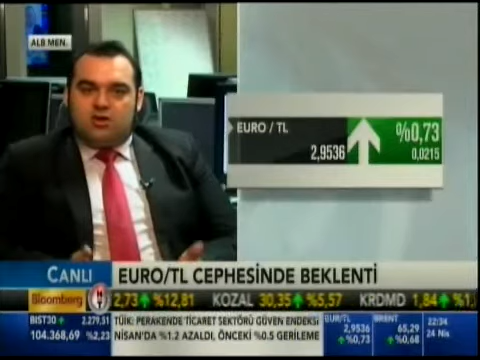 ALB MEN.
EURO / TL
%0,73
2,9536
0,0215
CANLI
EURO/TL CEPHESİNDE BEKLENTİ
Bloomberg HT 2,73 %12,81 KOZAL 30,35 %5,57 KRDMD 1,84 %1,
BIST30 2.279,51
104.368,69 %2,23
TÜİK: PERAKENDE TİCARET SEKTÖRÜ GÜVEN ENDEKSİ
NİSAN'DA %1.2 AZALDI, ÖNCEKİ %0.5 GERİLEME
EUR/TL
2,9536
%0,73
BRENT
65,29
%0,68
22:34
24 Nis